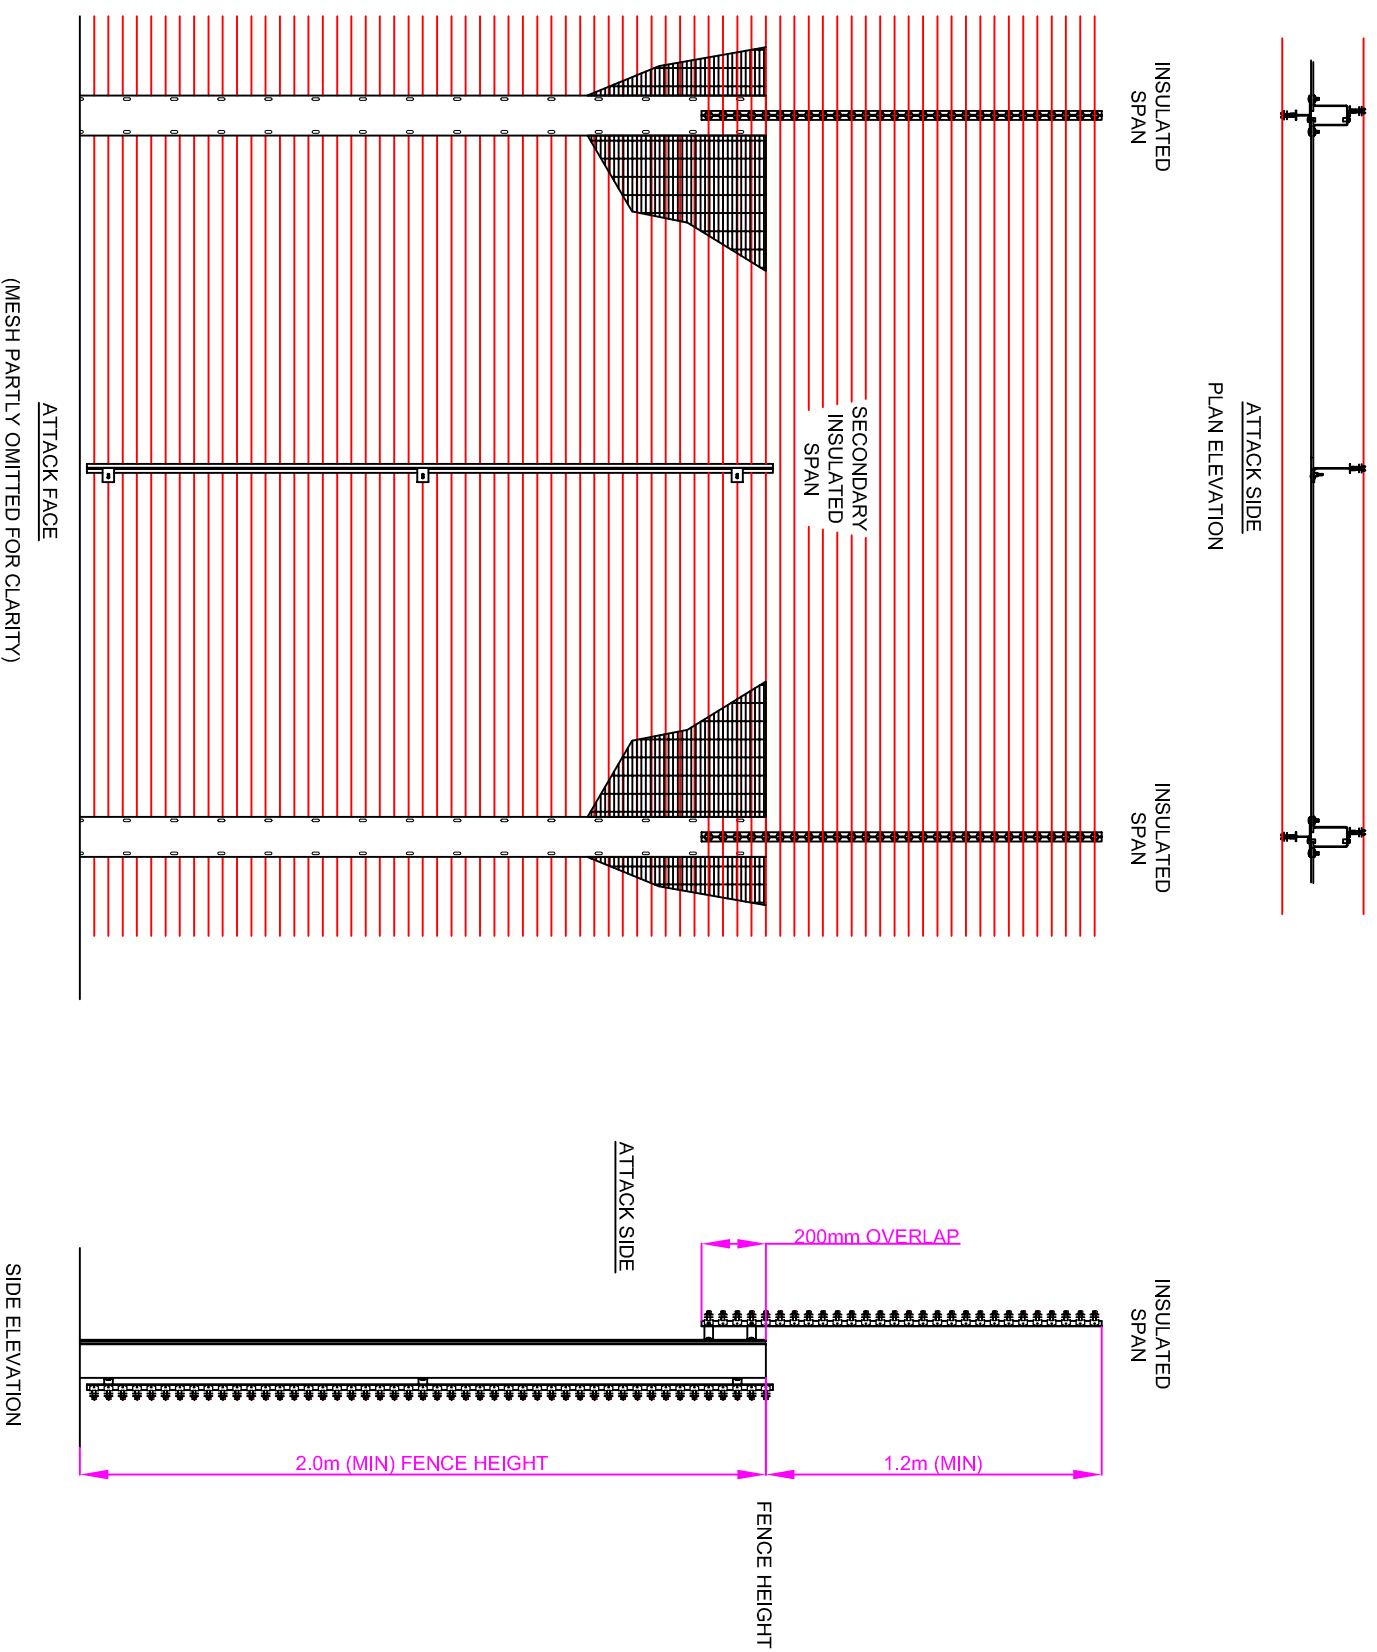 INSULATED
SPAN
INSULATED
SPAN
INSULATED
SPAN
ATTACK SIDE
PLAN ELEVATION
SECONDARY
INSULATED
SPAN
ATTACK FACE
(MESH PARTLY OMITTED FOR CLARITY)
ATTACK SIDE
200mm OVERLAP
2.0m (MIN) FENCE HEIGHT
1.2m (MIN)
FENCE HEIGHT
SIDE ELEVATION